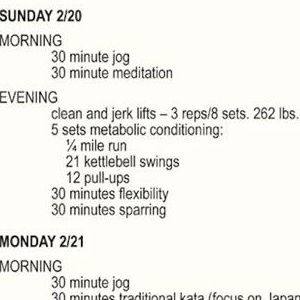 SUNDAY 2/20
MORNING
30 minute jog
30 minute meditation
EVENING
clean and jerk lifts – 3 reps/8 sets. 262 lbs.
5 sets metabolic conditioning:
¼ mile run
21 kettlebell swings
12 pull-ups
30 minutes flexibility
30 minutes sparring
MONDAY 2/21
MORNING
30 minute jog
30 minutes traditional kata (focus on